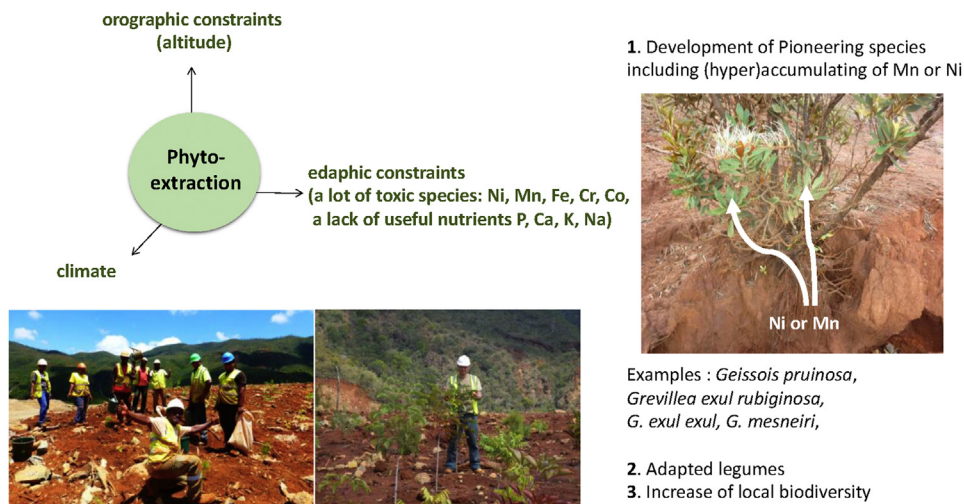 orographic constraints
(altitude)
Phyto-
extraction
edaphic constraints
(a lot of toxic species: Ni, Mn, Fe, Cr, Co,
a lack of useful nutrients P, Ca, K, Na)
climate
1. Development of Pioneering species
including (hyper)accumulating of Mn or Ni
Ni or Mn
Examples : Geissois pruinosa,
Grevillea exul rubiginosa,
G. exul exul, G. mesneiri,
2. Adapted legumes
3. Increase of local biodiversity